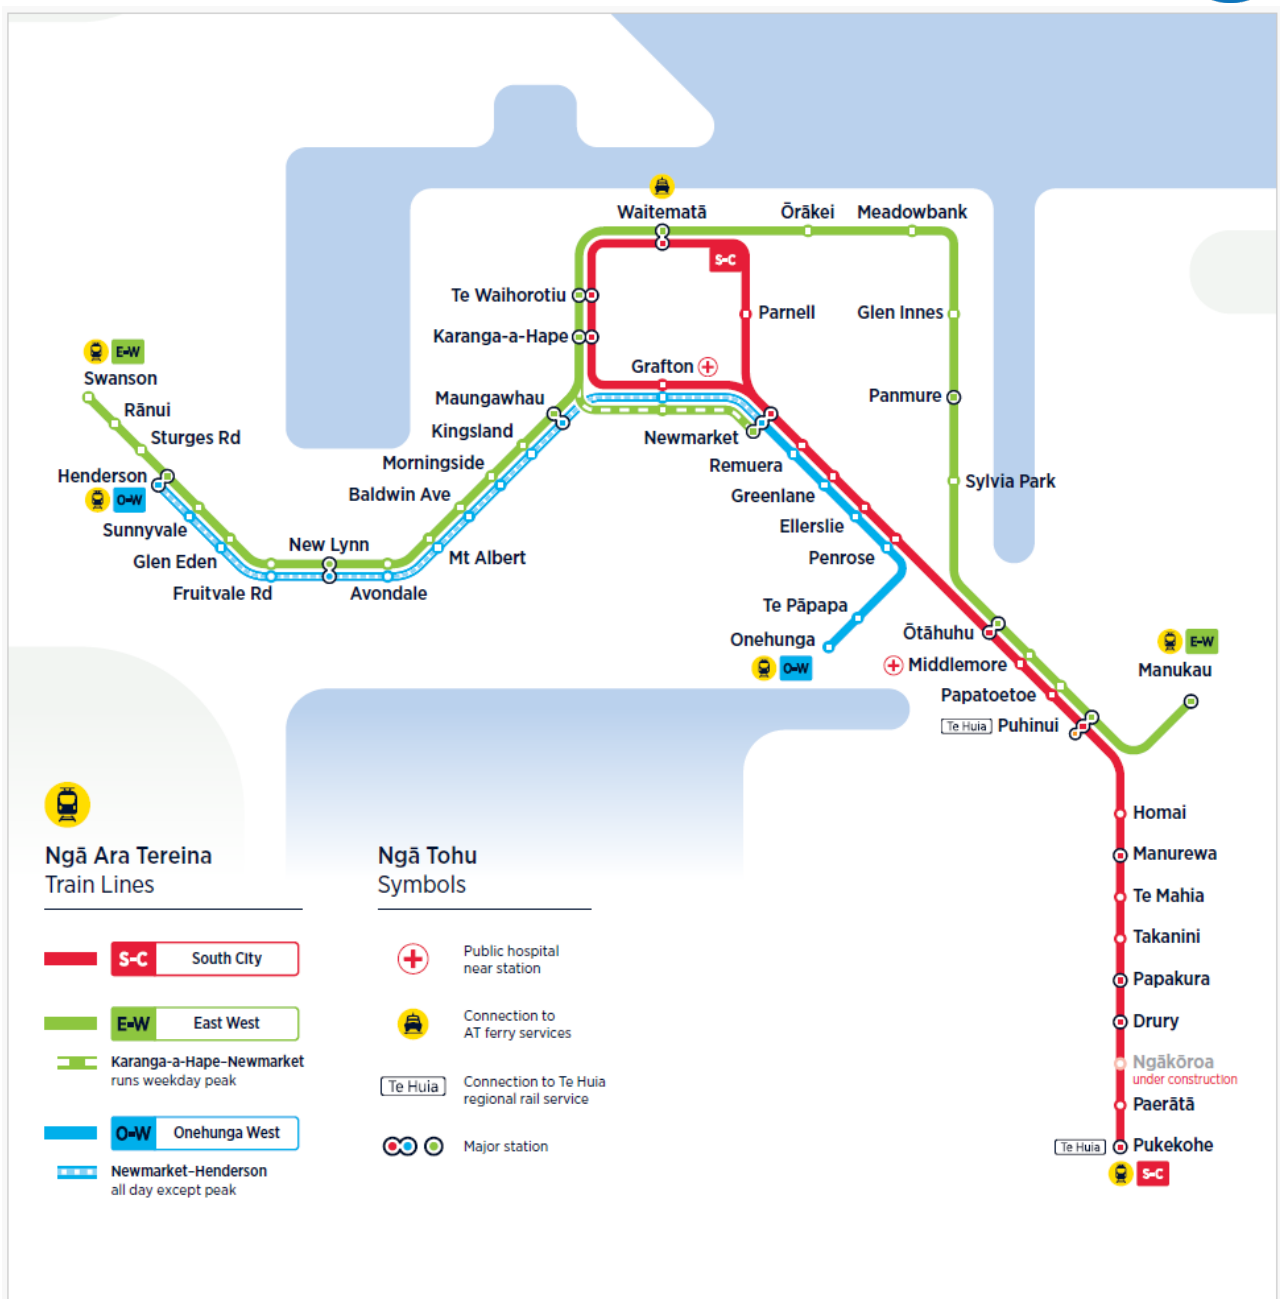 Waitematā
Ōrākei
Meadowbank
S-C
Te Waihorotiu
Parnell
Glen Innes
Karanga-a-Hape
E-W
Swanson
Grafton
Rānui
Maungawhau
Panmure
Sturges Rd
Kingsland
Newmarket
Henderson
Morningside
Remuera
O-W
Baldwin Ave
Greenlane
Sylvia Park
Sunnyvale
Ellerslie
New Lynn
Glen Eden
Mt Albert
Penrose
Fruitvale Rd
Avondale
Te Pāpapa
Onehunga
O-W
Ōtāhuhu
E-W
Middlemore
Manukau
Papatoetoe
Te Huia
Puhinui
Homai
Manurewa
Te Mahia
Takanini
Papakura
Drury
Ngākōroa
under construction
Paerātā
Te Huia
Pukekohe
S-C
Ngā Ara Tereina
Train Lines
S-C South City
E-W East West
Karanga-a-Hape–Newmarket
runs weekday peak
O-W Onehunga West
Newmarket–Henderson
all day except peak
Ngā Tohu
Symbols
Public hospital
near station
Connection to
AT ferry services
Te Huia
Connection to Te Huia
regional rail service
Major station